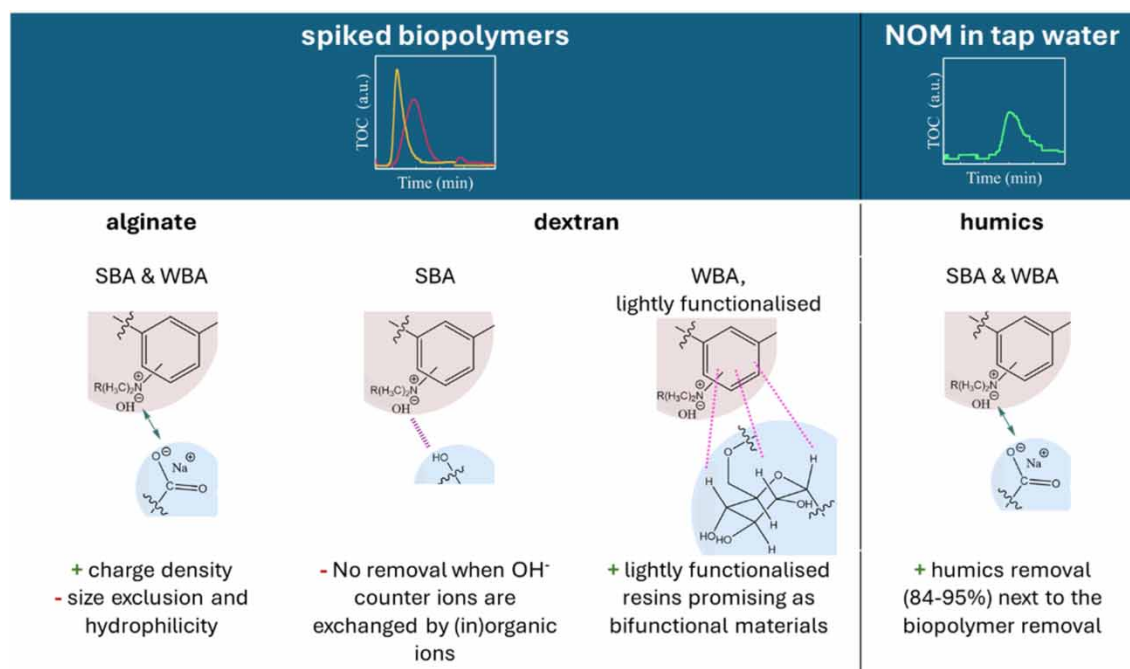 spiked biopolymers
TOC (a.u.)
Time (min)
NOM in tap water
TOC (a.u.)
Time (min)
alginate
SBA & WBA
R(H₃C)₂N⊕
OH⊖
O⊖
Na⊕
C
O
+ charge density
- size exclusion and
hydrophilicity
dextran
SBA
R(H₃C)₂N⊕
OH⊖
HO
- No removal when OH⁻
counter ions are
exchanged by (in)organic
ions
WBA,
lightly functionalised
R(H₃C)₂N⊕
OH⊖
O
H
H
O
H
OH
HO
HO
H
H
+ lightly functionalised
resins promising as
bifunctional materials
humics
SBA & WBA
R(H₃C)₂N⊕
OH⊖
O⊖
Na⊕
C
O
+ humics removal
(84-95%) next to the
biopolymer removal